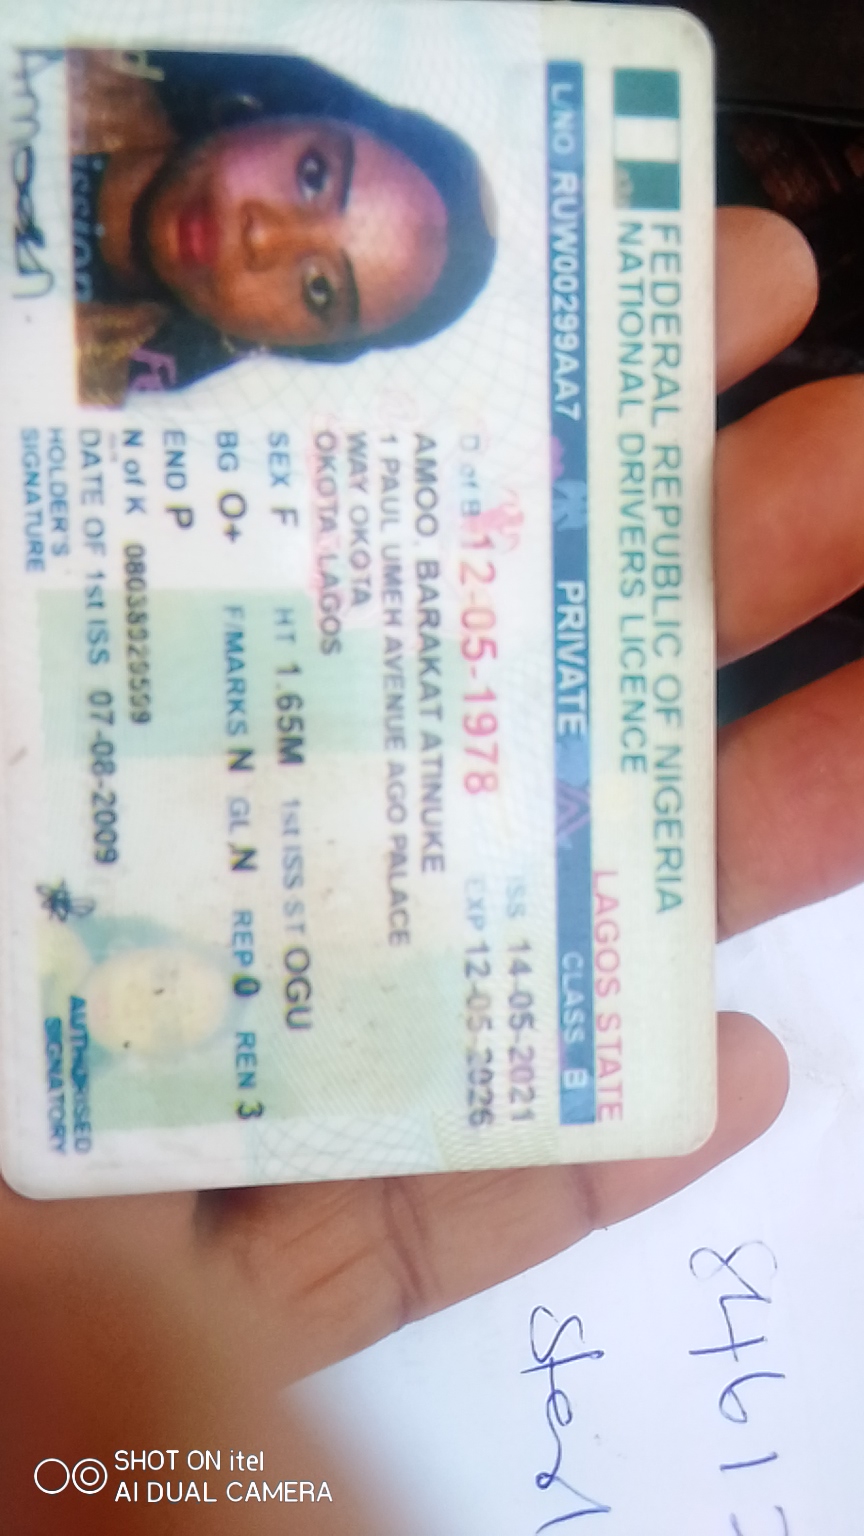 FEDERAL REPUBLIC OF NIGERIA
NATIONAL DRIVERS LICENCE
LAGOS STATE
L/NO RUW00299AA7 PRIVATE CLASS B
ISS 14-05-2021
D of B 12-05-1978 EXP 12-05-2026
AMOO, BARAKAT ATINUKE
1 PAUL UMEH AVENUE AGO PALACE
WAY OKOTA
OKOTA LAGOS
SEX F HT 1.65M 1st ISS ST OGU
BG O+ F/MARKS N GL N REP 0 REN 3
END P
N of K 08038929599
DATE OF 1st ISS 07-08-2009
HOLDER'S
SIGNATURE
AUTHORISED
SIGNATORY
Amoo
8461
SHOT ON itel
AI DUAL CAMERA